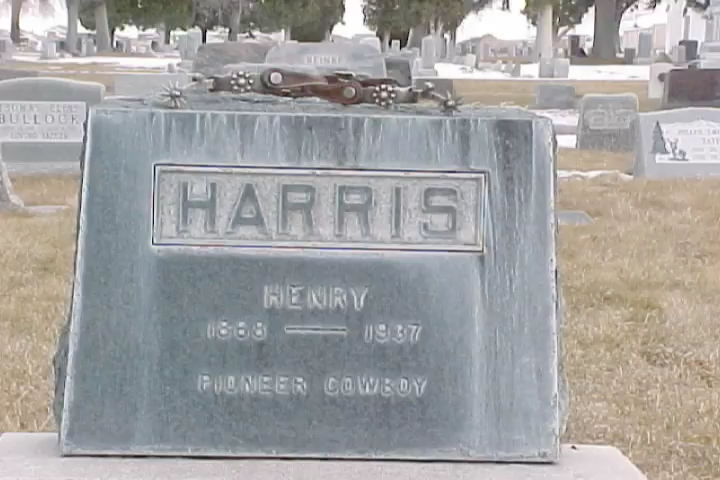 HARRIS
HENRY
1868 — 1937
PIONEER COWBOY
BULLOCK